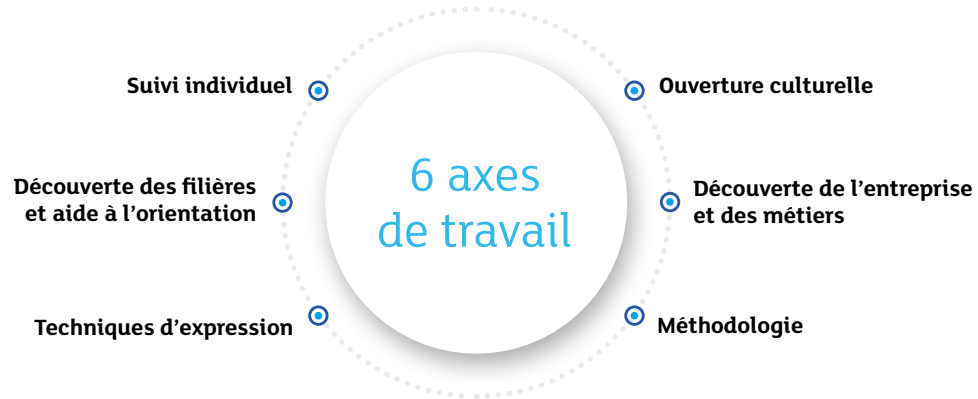 Suivi individuel
Ouverture culturelle
6 axes
de travail
Découverte des filières
et aide à l'orientation
Découverte de l'entreprise
et des métiers
Techniques d'expression
Méthodologie